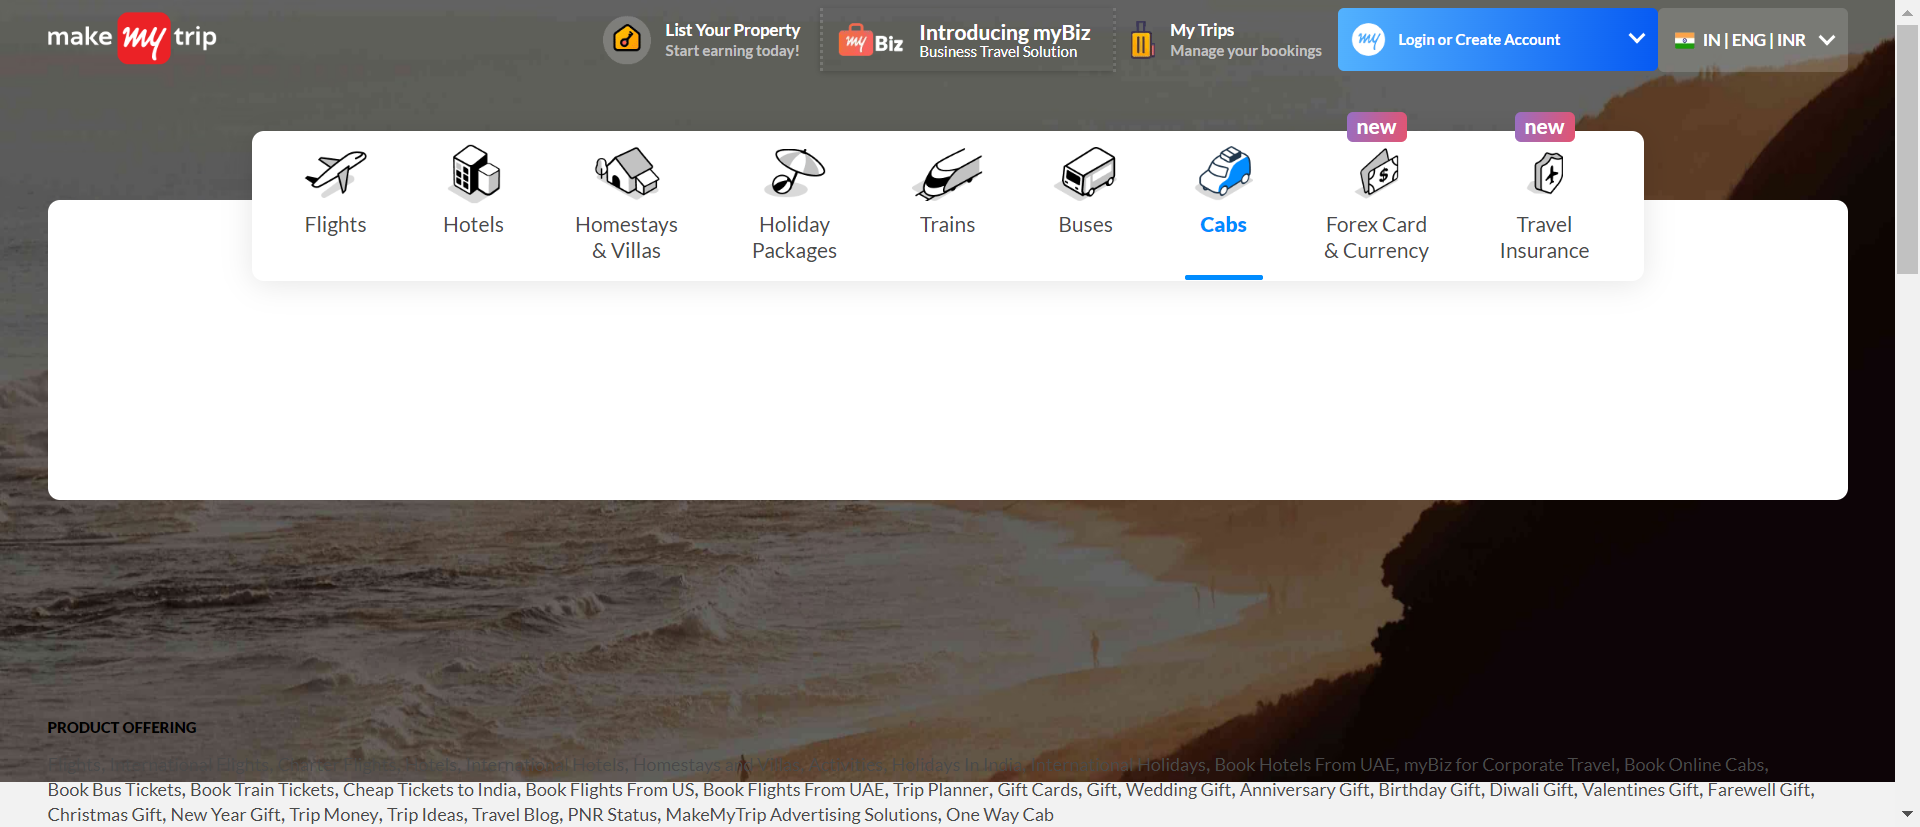 make my trip
List Your Property
Start earning today!
my Biz
Introducing myBiz
Business Travel Solution
My Trips
Manage your bookings
my
Login or Create Account
IN | ENG | INR
new
new
Flights
Hotels
Homestays
& Villas
Holiday
Packages
Trains
Buses
Cabs
Forex Card
& Currency
Travel
Insurance
PRODUCT OFFERING
Hotels, Homestays and Holidays In India, International Holidays, Book Hotels From UAE, myBiz for Corporate Travel, Book Online Cabs,
Book Bus Tickets, Book Train Tickets, Cheap Tickets to India, Book Flights From US, Book Flights From UAE, Trip Planner, Gift Cards, Gift, Wedding Gift, Anniversary Gift, Birthday Gift, Diwali Gift, Valentines Gift, Farewell Gift,
Christmas Gift, New Year Gift, Trip Money, Trip Ideas, Travel Blog, PNR Status, MakeMyTrip Advertising Solutions, One Way Cab